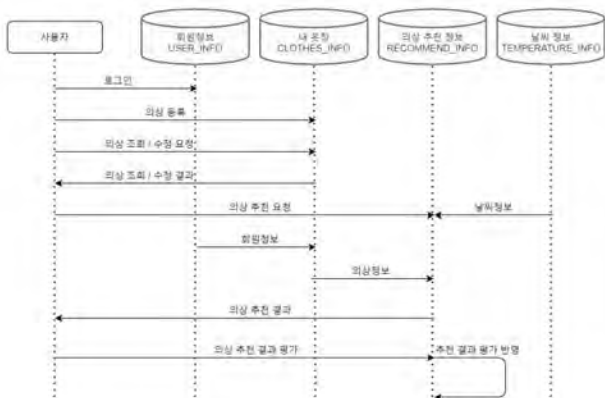 사용자
회원정보
USER_INFO
내 옷장
CLOTHES_INFO
의상 추천 정보
RECOMMEND_INFO
날씨 정보
TEMPERATURE_INFO
로그인
의상 등록
의상 조회 / 수정 요청
의상 조회 / 수정 결과
의상 추천 요청
날씨정보
회원정보
의상정보
의상 추천 결과
의상 추천 결과 평가
추천 결과 평가 반영